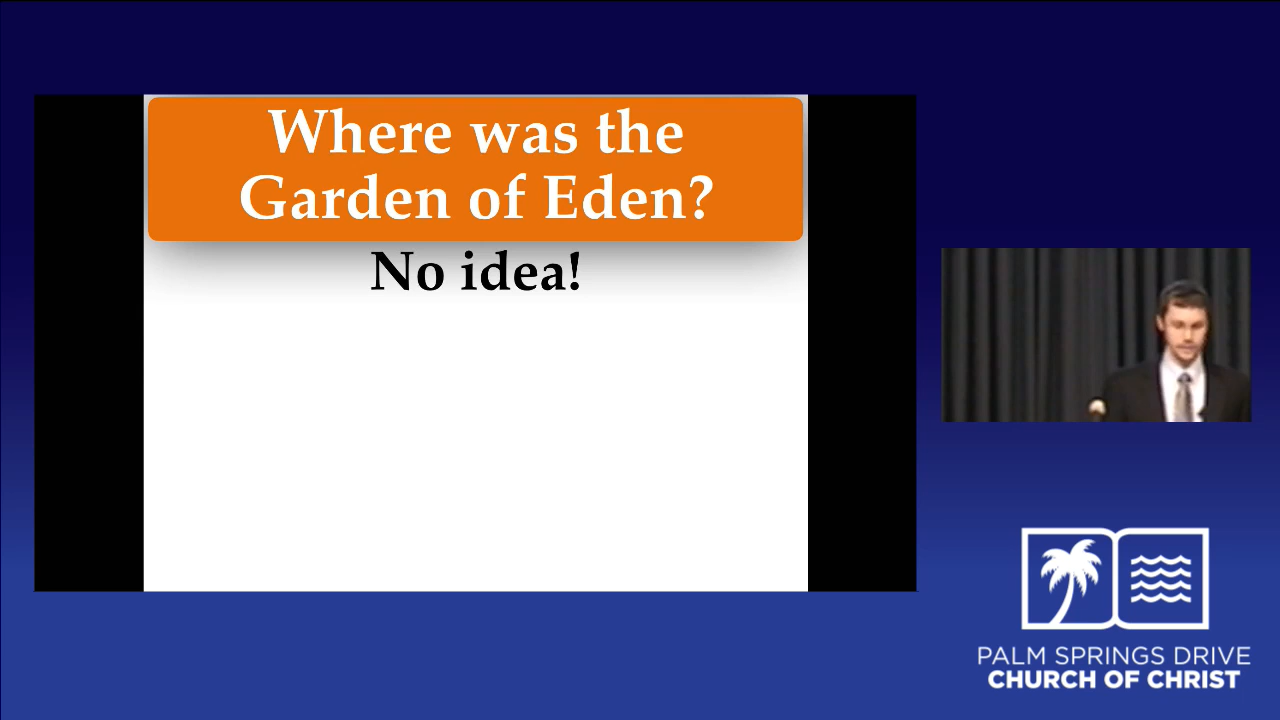 Where was the
Garden of Eden?
No idea!
PALM SPRINGS DRIVE
CHURCH OF CHRIST